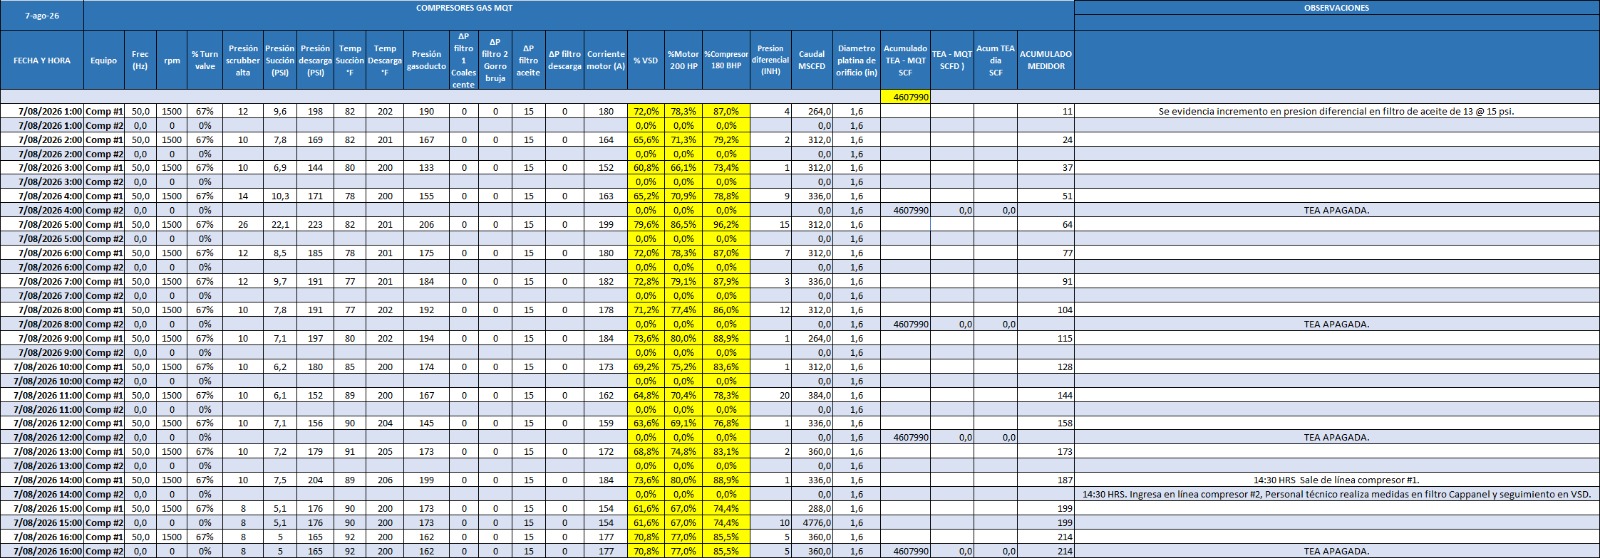 7-ago-26 COMPRESORES GAS MQT OBSERVACIONES
FECHA Y HORA Equipo Frec (Hz) rpm % Turn valve Presión scrubber alta Presión Succión (PSI) Presión descarga (PSI) Temp Succión °F Temp Descarga °F Presión gasoducto ΔP filtro 1 Coales cente ΔP filtro 2 Gorro bruja ΔP filtro aceite ΔP filtro descarga Corriente motor (A) % VSD %Motor 200 HP %Compresor 180 BHP Presion diferencial (INH) Caudal MSCFD Diametro platina de orificio (in) Acumulado TEA - MQT SCF TEA - MQT SCFD ) Acum TEA dia SCF ACUMULADO MEDIDOR
4607990
7/08/2026 1:00 Comp #1 50,0 1500 67% 12 9,6 198 82 202 190 0 0 15 0 180 72,0% 78,3% 87,0% 4 264,0 1,6 11 Se evidencia incremento en presion diferencial en filtro de aceite de 13 @ 15 psi.
7/08/2026 1:00 Comp #2 0,0 0 0% 0,0% 0,0% 0,0% 0,0 1,6
7/08/2026 2:00 Comp #1 50,0 1500 67% 10 7,8 169 82 201 167 0 0 15 0 164 65,6% 71,3% 79,2% 2 312,0 1,6 24
7/08/2026 2:00 Comp #2 0,0 0 0% 0,0% 0,0% 0,0% 0,0 1,6
7/08/2026 3:00 Comp #1 50,0 1500 67% 10 6,9 144 80 200 133 0 0 15 0 152 60,8% 66,1% 73,4% 1 312,0 1,6 37
7/08/2026 3:00 Comp #2 0,0 0 0% 0,0% 0,0% 0,0% 0,0 1,6
7/08/2026 4:00 Comp #1 50,0 1500 67% 14 10,3 171 78 200 155 0 0 15 0 163 65,2% 70,9% 78,8% 9 336,0 1,6 51
7/08/2026 4:00 Comp #2 0,0 0 0% 0,0% 0,0% 0,0% 0,0 1,6 4607990 0,0 0,0 TEA APAGADA.
7/08/2026 5:00 Comp #1 50,0 1500 67% 26 22,1 223 82 201 206 0 0 15 0 199 79,6% 86,5% 96,2% 15 312,0 1,6 64
7/08/2026 5:00 Comp #2 0,0 0 0% 0,0% 0,0% 0,0% 0,0 1,6
7/08/2026 6:00 Comp #1 50,0 1500 67% 12 8,5 185 78 201 175 0 0 15 0 180 72,0% 78,3% 87,0% 7 312,0 1,6 77
7/08/2026 6:00 Comp #2 0,0 0 0% 0,0% 0,0% 0,0% 0,0 1,6
7/08/2026 7:00 Comp #1 50,0 1500 67% 12 9,7 191 77 201 184 0 0 15 0 182 72,8% 79,1% 87,9% 3 336,0 1,6 91
7/08/2026 7:00 Comp #2 0,0 0 0% 0,0% 0,0% 0,0% 0,0 1,6
7/08/2026 8:00 Comp #1 50,0 1500 67% 10 7,8 191 77 202 192 0 0 15 0 178 71,2% 77,4% 86,0% 12 312,0 1,6 104
7/08/2026 8:00 Comp #2 0,0 0 0% 0,0% 0,0% 0,0% 0,0 1,6 4607990 0,0 0,0 TEA APAGADA.
7/08/2026 9:00 Comp #1 50,0 1500 67% 10 7,1 197 80 202 194 0 0 15 0 184 73,6% 80,0% 88,9% 1 264,0 1,6 115
7/08/2026 9:00 Comp #2 0,0 0 0% 0,0% 0,0% 0,0% 0,0 1,6
7/08/2026 10:00 Comp #1 50,0 1500 67% 10 6,2 180 85 200 174 0 0 15 0 173 69,2% 75,2% 83,6% 1 312,0 1,6 128
7/08/2026 10:00 Comp #2 0,0 0 0% 0,0% 0,0% 0,0% 0,0 1,6
7/08/2026 11:00 Comp #1 50,0 1500 67% 10 6,1 152 89 200 167 0 0 15 0 162 64,8% 70,4% 78,3% 20 384,0 1,6 144
7/08/2026 11:00 Comp #2 0,0 0 0% 0,0% 0,0% 0,0% 0,0 1,6
7/08/2026 12:00 Comp #1 50,0 1500 67% 10 7,1 156 90 204 145 0 0 15 0 159 63,6% 69,1% 76,8% 1 336,0 1,6 158
7/08/2026 12:00 Comp #2 0,0 0 0% 0,0% 0,0% 0,0% 0,0 1,6 4607990 0,0 0,0 TEA APAGADA.
7/08/2026 13:00 Comp #1 50,0 1500 67% 10 7,2 179 91 205 173 0 0 15 0 172 68,8% 74,8% 83,1% 2 360,0 1,6 173
7/08/2026 13:00 Comp #2 0,0 0 0% 0,0% 0,0% 0,0% 0,0 1,6
7/08/2026 14:00 Comp #1 50,0 1500 67% 10 7,5 204 89 206 199 0 0 15 0 184 73,6% 80,0% 88,9% 1 336,0 1,6 187 14:30 HRS Sale de línea compresor #1.
7/08/2026 14:00 Comp #2 0,0 0 0% 0,0% 0,0% 0,0% 0,0 1,6 14:30 HRS. Ingresa en línea compresor #2, Personal técnico realiza medidas en filtro Cappanel y seguimiento en VSD.
7/08/2026 15:00 Comp #1 50,0 1500 67% 8 5,1 176 90 200 173 0 0 15 0 154 61,6% 67,0% 74,4% 288,0 1,6 199
7/08/2026 15:00 Comp #2 0,0 0 0% 8 5,1 176 90 200 173 0 0 15 0 154 61,6% 67,0% 74,4% 10 4776,0 1,6 199
7/08/2026 16:00 Comp #1 50,0 1500 67% 8 5 165 92 200 162 0 0 15 0 177 70,8% 77,0% 85,5% 5 360,0 1,6 214
7/08/2026 16:00 Comp #2 0,0 0 0% 8 5 165 92 200 162 0 0 15 0 177 70,8% 77,0% 85,5% 5 360,0 1,6 4607990 0,0 0,0 214 TEA APAGADA.